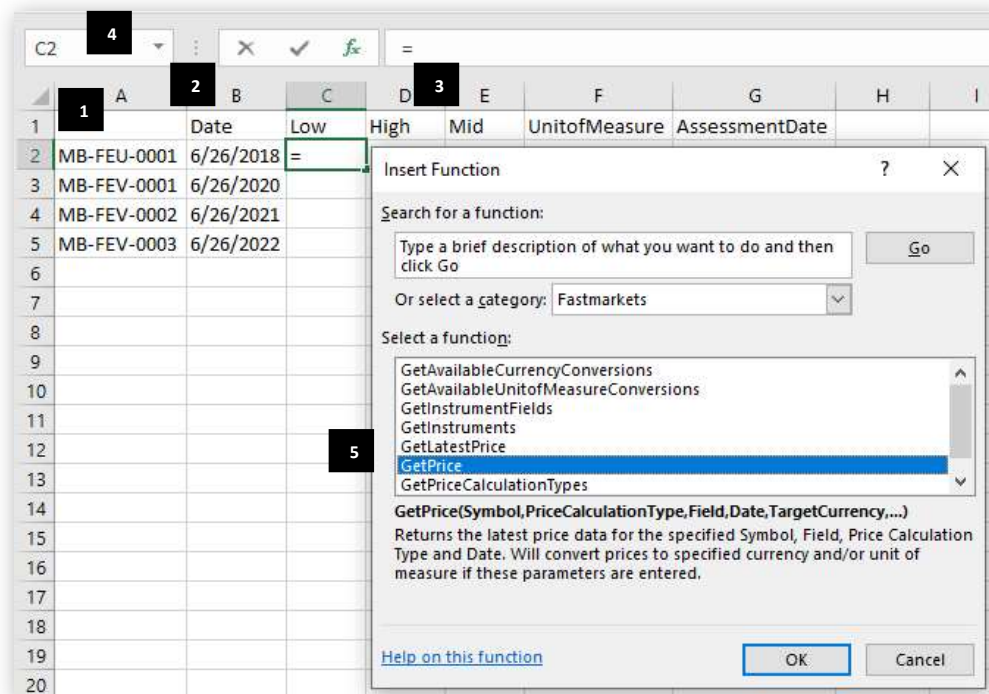 C2 4 fx =
2 3
A B C D E F G H I
1
1 Date Low High Mid UnitofMeasure AssessmentDate
2 MB-FEU-0001 6/26/2018 =
3 MB-FEV-0001 6/26/2020
4 MB-FEV-0002 6/26/2021
5 MB-FEV-0003 6/26/2022
6
7
8
9
10
11
12
13
14
15
16
17
18
19
20
Insert Function ? X
Search for a function:
Type a brief description of what you want to do and then
click Go
Go
Or select a category: Fastmarkets
Select a function:
GetAvailableCurrencyConversions
GetAvailableUnitofMeasureConversions
GetInstrumentFields
GetInstruments
GetLatestPrice
5
GetPrice
GetPriceCalculationTypes
GetPrice(Symbol,PriceCalculationType,Field,Date,TargetCurrency,...)
Returns the latest price data for the specified Symbol, Field, Price Calculation
Type and Date. Will convert prices to specified currency and/or unit of
measure if these parameters are entered.
Help on this function
OK Cancel